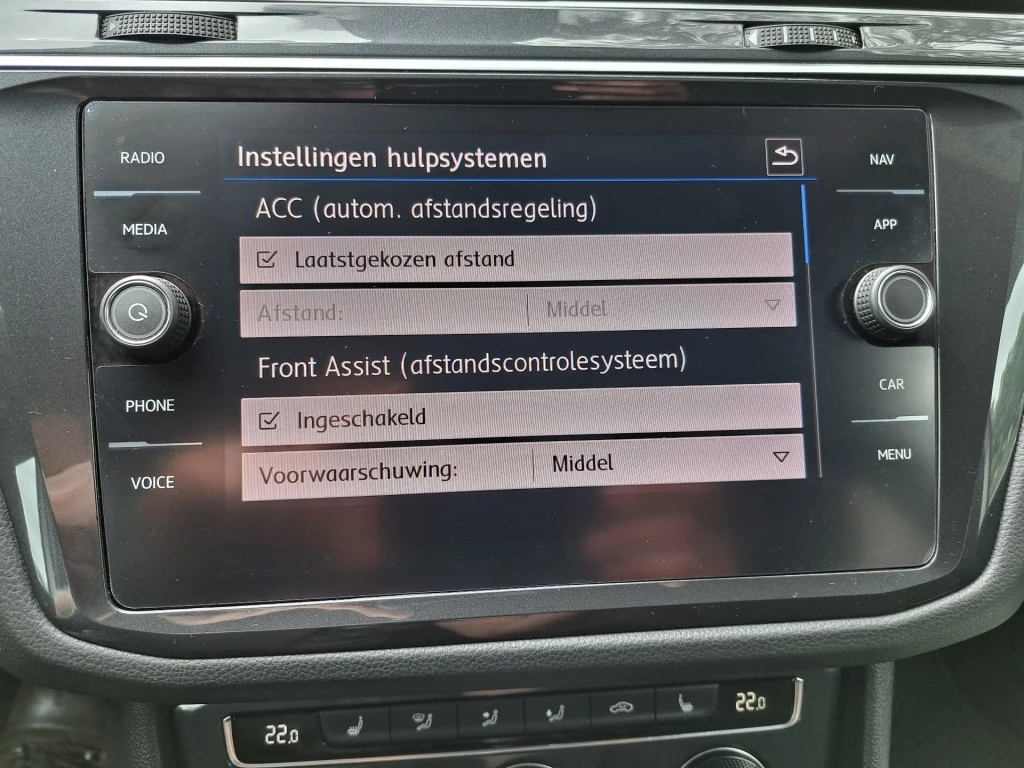 RADIO
MEDIA
PHONE
VOICE
Instellingen hulpsystemen
ACC (autom. afstandsregeling)
Laatstgekozen afstand
Afstand: Middel
Front Assist (afstandscontrolesysteem)
Ingeschakeld
Voorwaarschuwing: Middel
NAV
APP
CAR
MENU
22.0
22.0